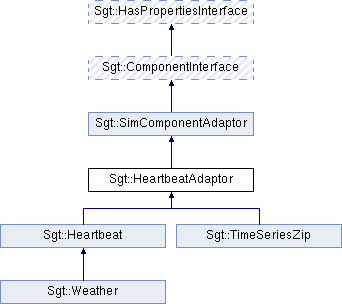 Sgt::HasPropertiesInterface
Sgt::ComponentInterface
Sgt::SimComponentAdaptor
Sgt::HeartbeatAdaptor
Sgt::Heartbeat
Sgt::TimeSeriesZip
Sgt::Weather